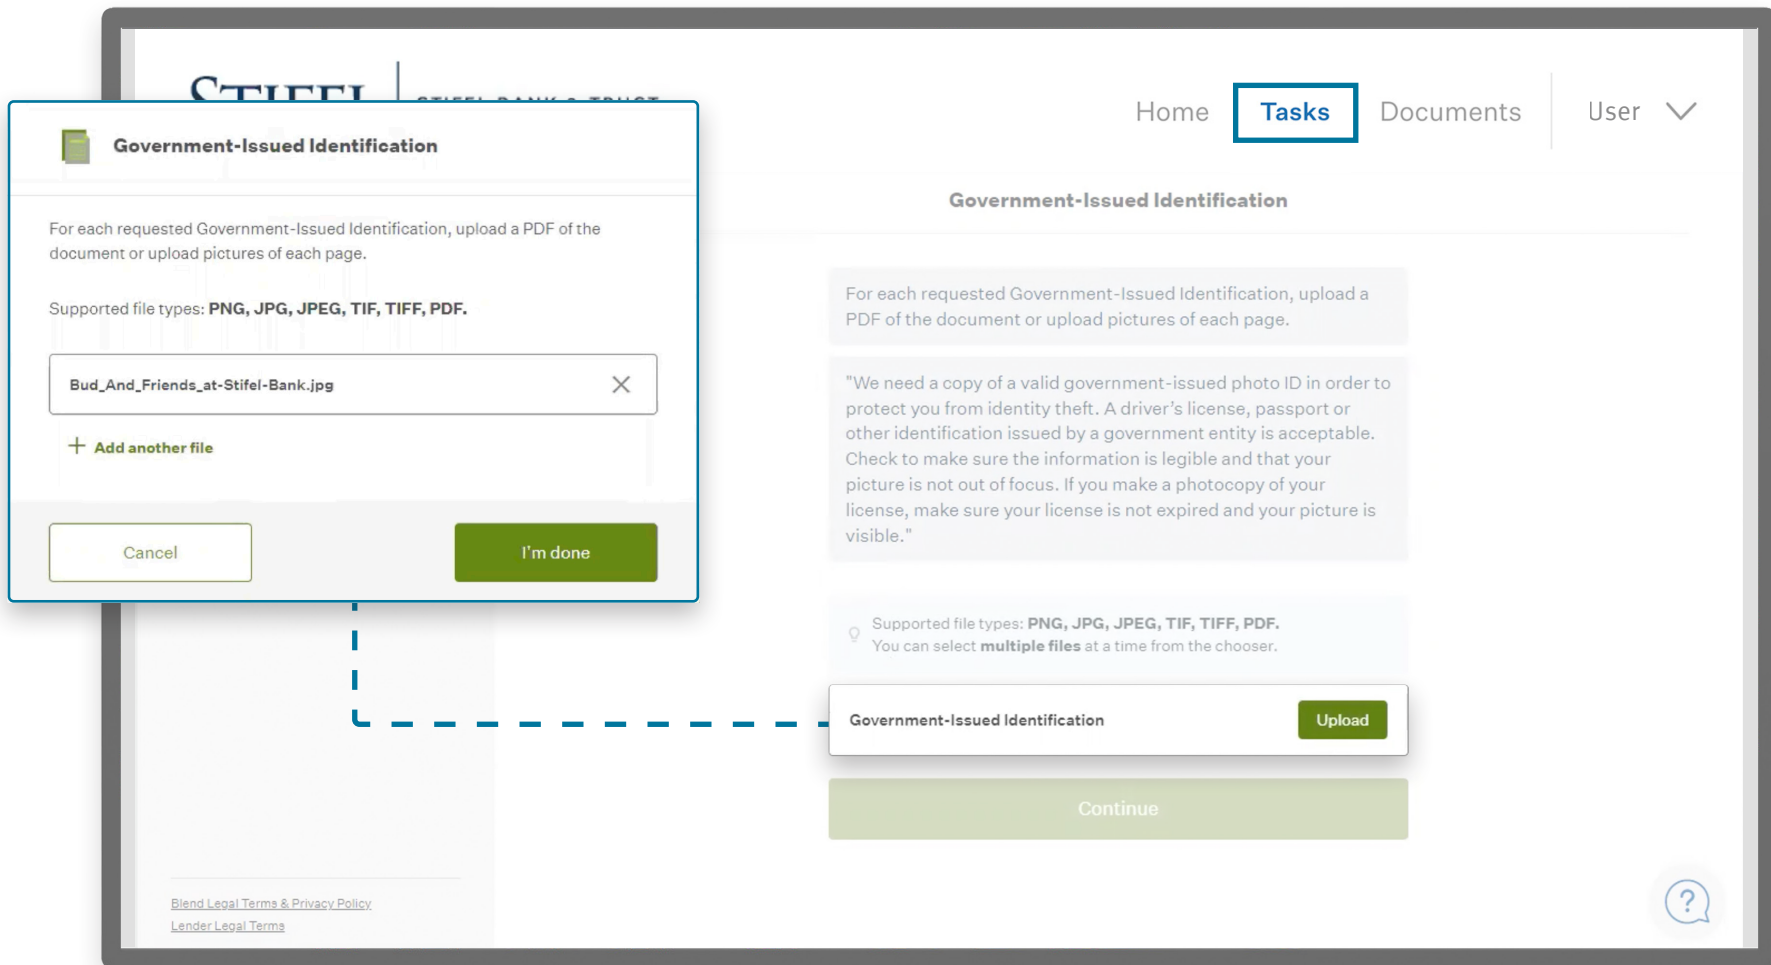 STIFEL
STIFEL BANK & TRUST
Home
Tasks
Documents
User
Government-Issued Identification
For each requested Government-Issued Identification, upload a PDF of the
document or upload pictures of each page.
Supported file types: PNG, JPG, JPEG, TIF, TIFF, PDF.
Bud_And_Friends_at-Stifel-Bank.jpg
+ Add another file
Cancel
I'm done
Government-Issued Identification
For each requested Government-Issued Identification, upload a
PDF of the document or upload pictures of each page.
"We need a copy of a valid government-issued photo ID in order to
protect you from identity theft. A driver’s license, passport or
other identification issued by a government entity is acceptable.
Check to make sure the information is legible and that your
picture is not out of focus. If you make a photocopy of your
license, make sure your license is not expired and your picture is
visible."
Supported file types: PNG, JPG, JPEG, TIF, TIFF, PDF.
You can select multiple files at a time from the chooser.
Government-Issued Identification
Upload
Continue
Blend Legal Terms & Privacy Policy
Lender Legal Terms
?